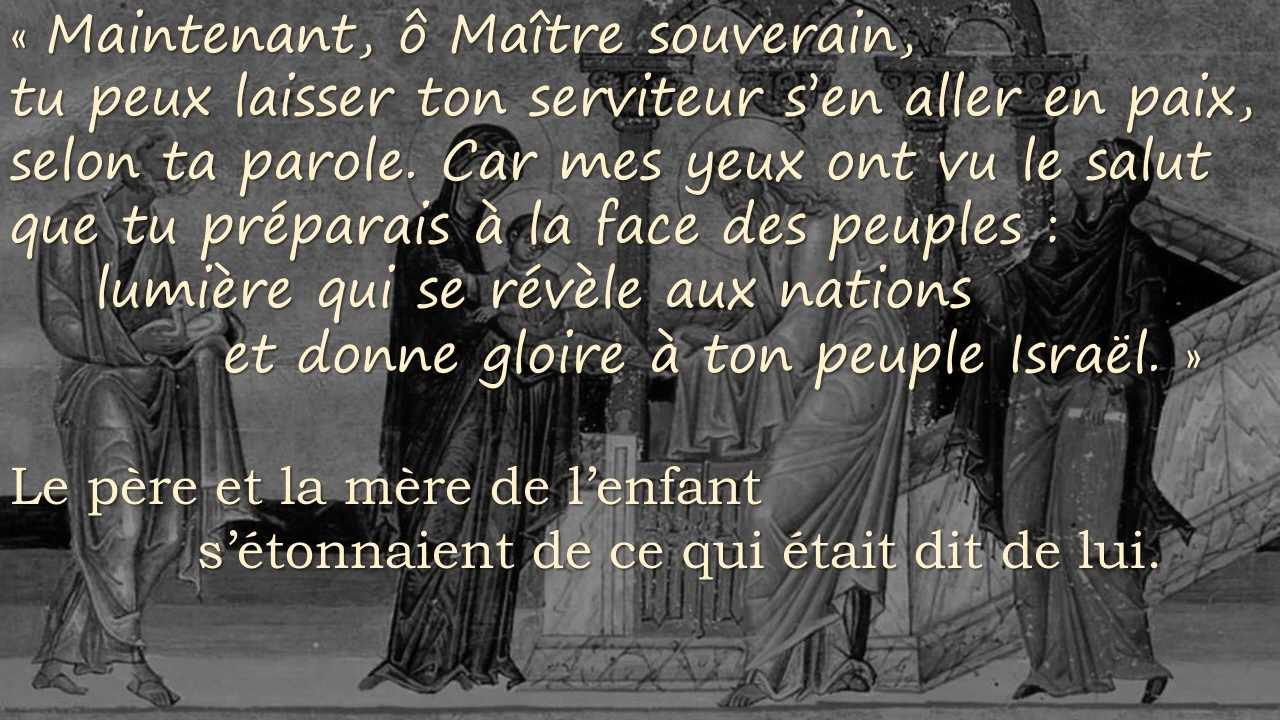 « Maintenant, ô Maître souverain,
tu peux laisser ton serviteur s’en aller en paix,
selon ta parole. Car mes yeux ont vu le salut
que tu préparais à la face des peuples :
lumière qui se révèle aux nations
et donne gloire à ton peuple Israël. »
Le père et la mère de l’enfant
s’étonnaient de ce qui était dit de lui.